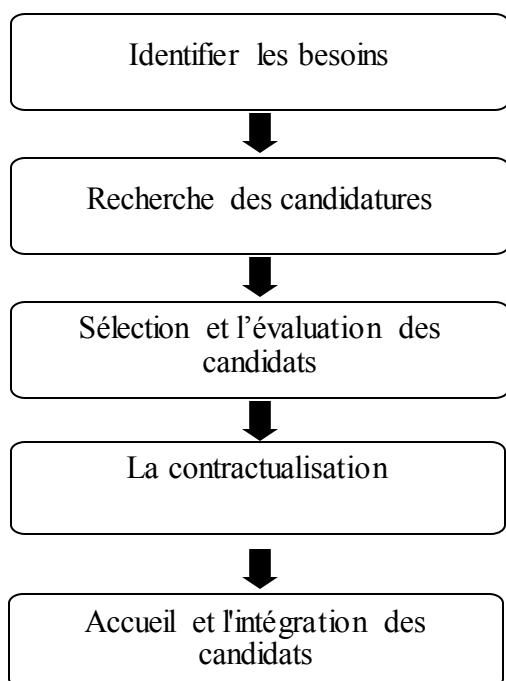 Identifier les besoins
Recherche des candidatures
Sélection et l’évaluation des
candidats
La contractualisation
Accueil et l'intégration des
candidats